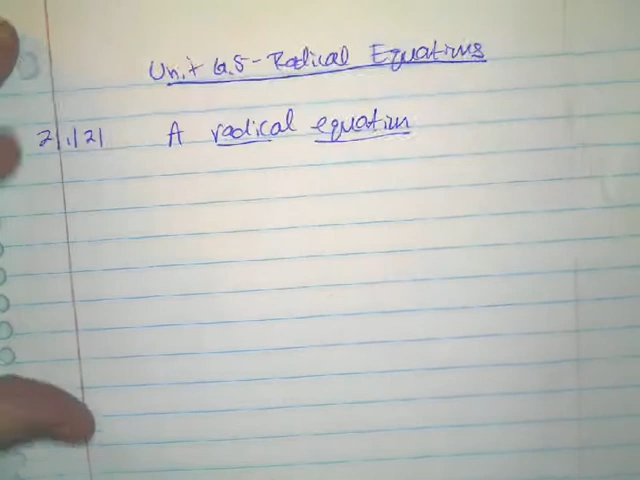 Unit 6.5 - Radical Equations
2/1/21 A radical equation